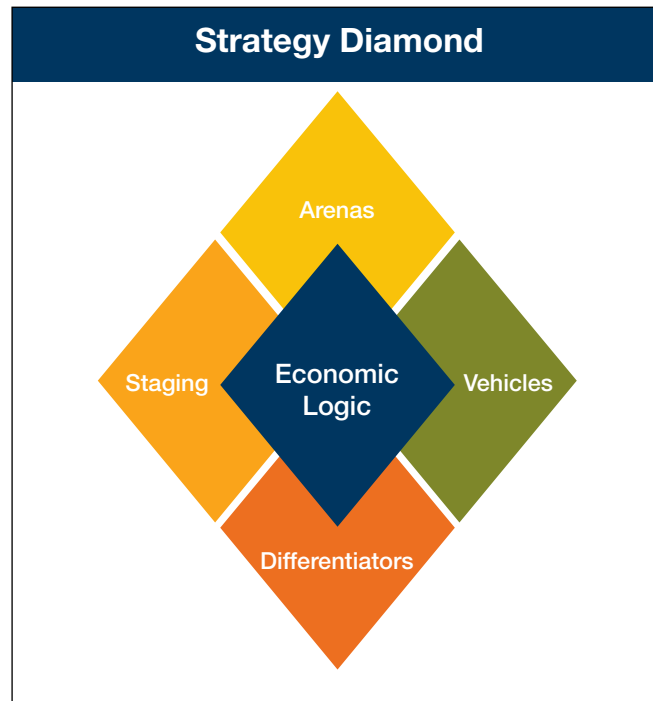 Strategy Diamond
Arenas
Staging
Economic
Logic
Vehicles
Differentiators